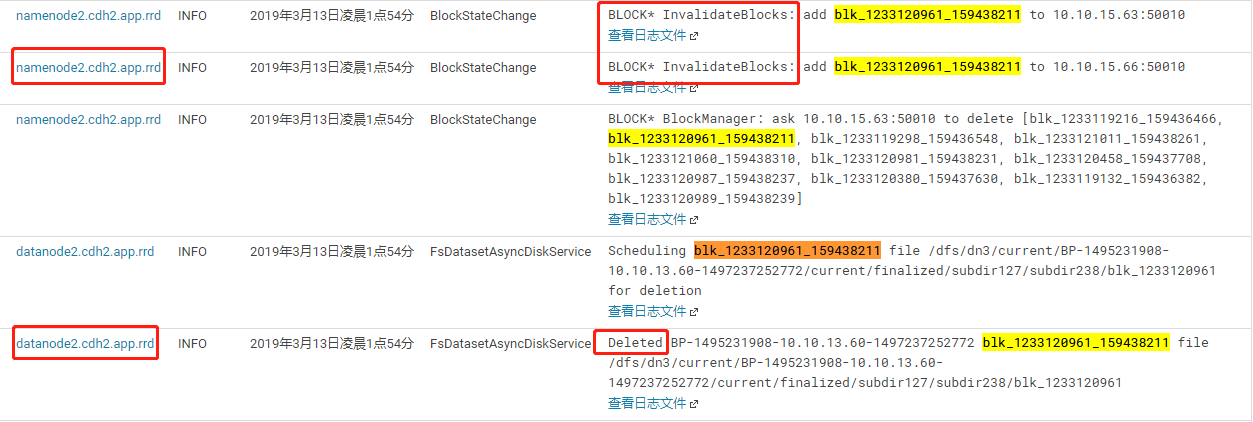 namenode2.cdh2.app.rrd INFO 2019年3月13日凌晨1点54分 BlockStateChange BLOCK* InvalidateBlocks: add blk_1233120961_159438211 to 10.10.15.63:50010
查看日志文件
namenode2.cdh2.app.rrd INFO 2019年3月13日凌晨1点54分 BlockStateChange BLOCK* InvalidateBlocks: add blk_1233120961_159438211 to 10.10.15.66:50010
查看日志文件
namenode2.cdh2.app.rrd INFO 2019年3月13日凌晨1点54分 BlockStateChange BLOCK* BlockManager: ask 10.10.15.63:50010 to delete [blk_1233119216_159436466,
blk_1233120961_159438211, blk_1233119298_159436548, blk_1233121011_159438261,
blk_1233121060_159438310, blk_1233120981_159438231, blk_1233120458_159437708,
blk_1233120987_159438237, blk_1233120380_159437630, blk_1233119132_159436382,
blk_1233120989_159438239]
查看日志文件
datanode2.cdh2.app.rrd INFO 2019年3月13日凌晨1点54分 FsDatasetAsyncDiskService Scheduling blk_1233120961_159438211 file /dfs/dn3/current/BP-1495231908-
10.10.13.60-1497237252772/current/finalized/subdir127/subdir238/blk_1233120961
for deletion
查看日志文件
datanode2.cdh2.app.rrd INFO 2019年3月13日凌晨1点54分 FsDatasetAsyncDiskService Deleted BP-1495231908-10.10.13.60-1497237252772 blk_1233120961_159438211 file
/dfs/dn3/current/BP-1495231908-10.10.13.60-
1497237252772/current/finalized/subdir127/subdir238/blk_1233120961
查看日志文件